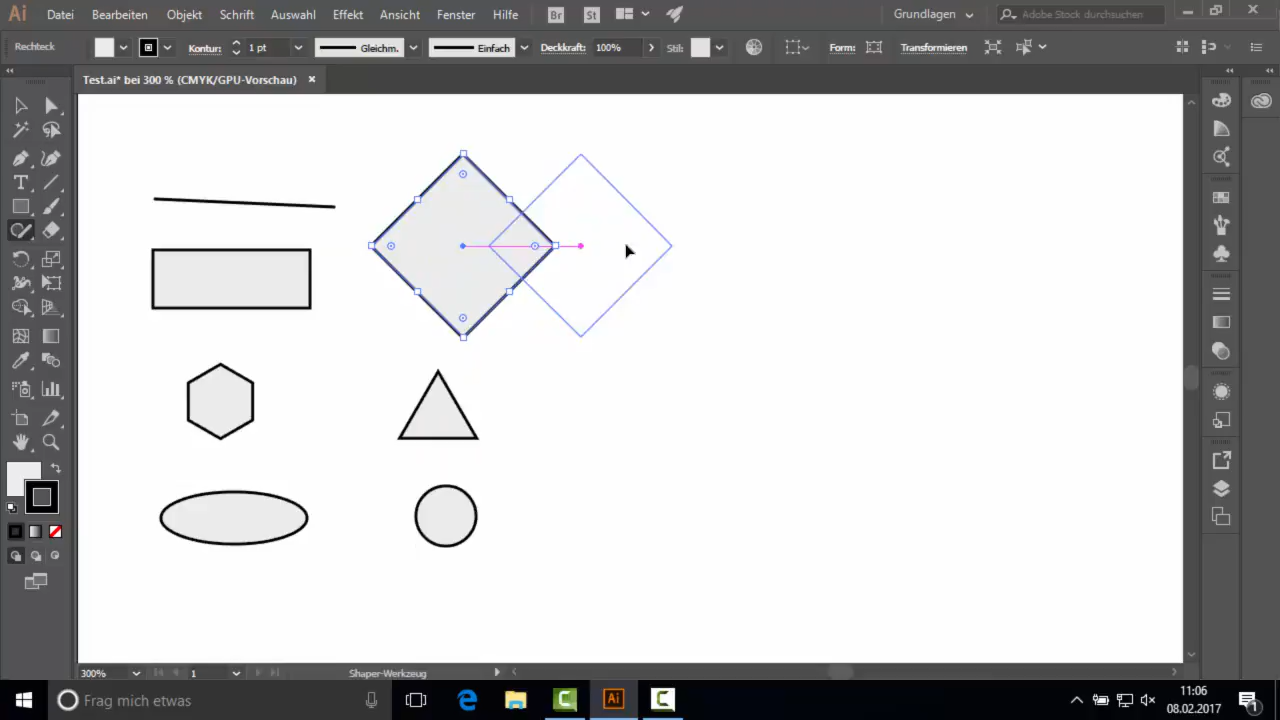 Ai Datei Bearbeiten Objekt Schrift Auswahl Effekt Ansicht Fenster Hilfe Br St Grundlagen Adobe Stock durchsuchen
Rechteck Kontur: 1 pt Gleichm. Einfach Deckkraft: 100% Stil: Form: Transformieren
Test.ai* bei 300 % (CMYK/GPU-Vorschau)
300% 1 Shaper-Werkzeug
Frag mich etwas Ai 11:06
08.02.2017 1